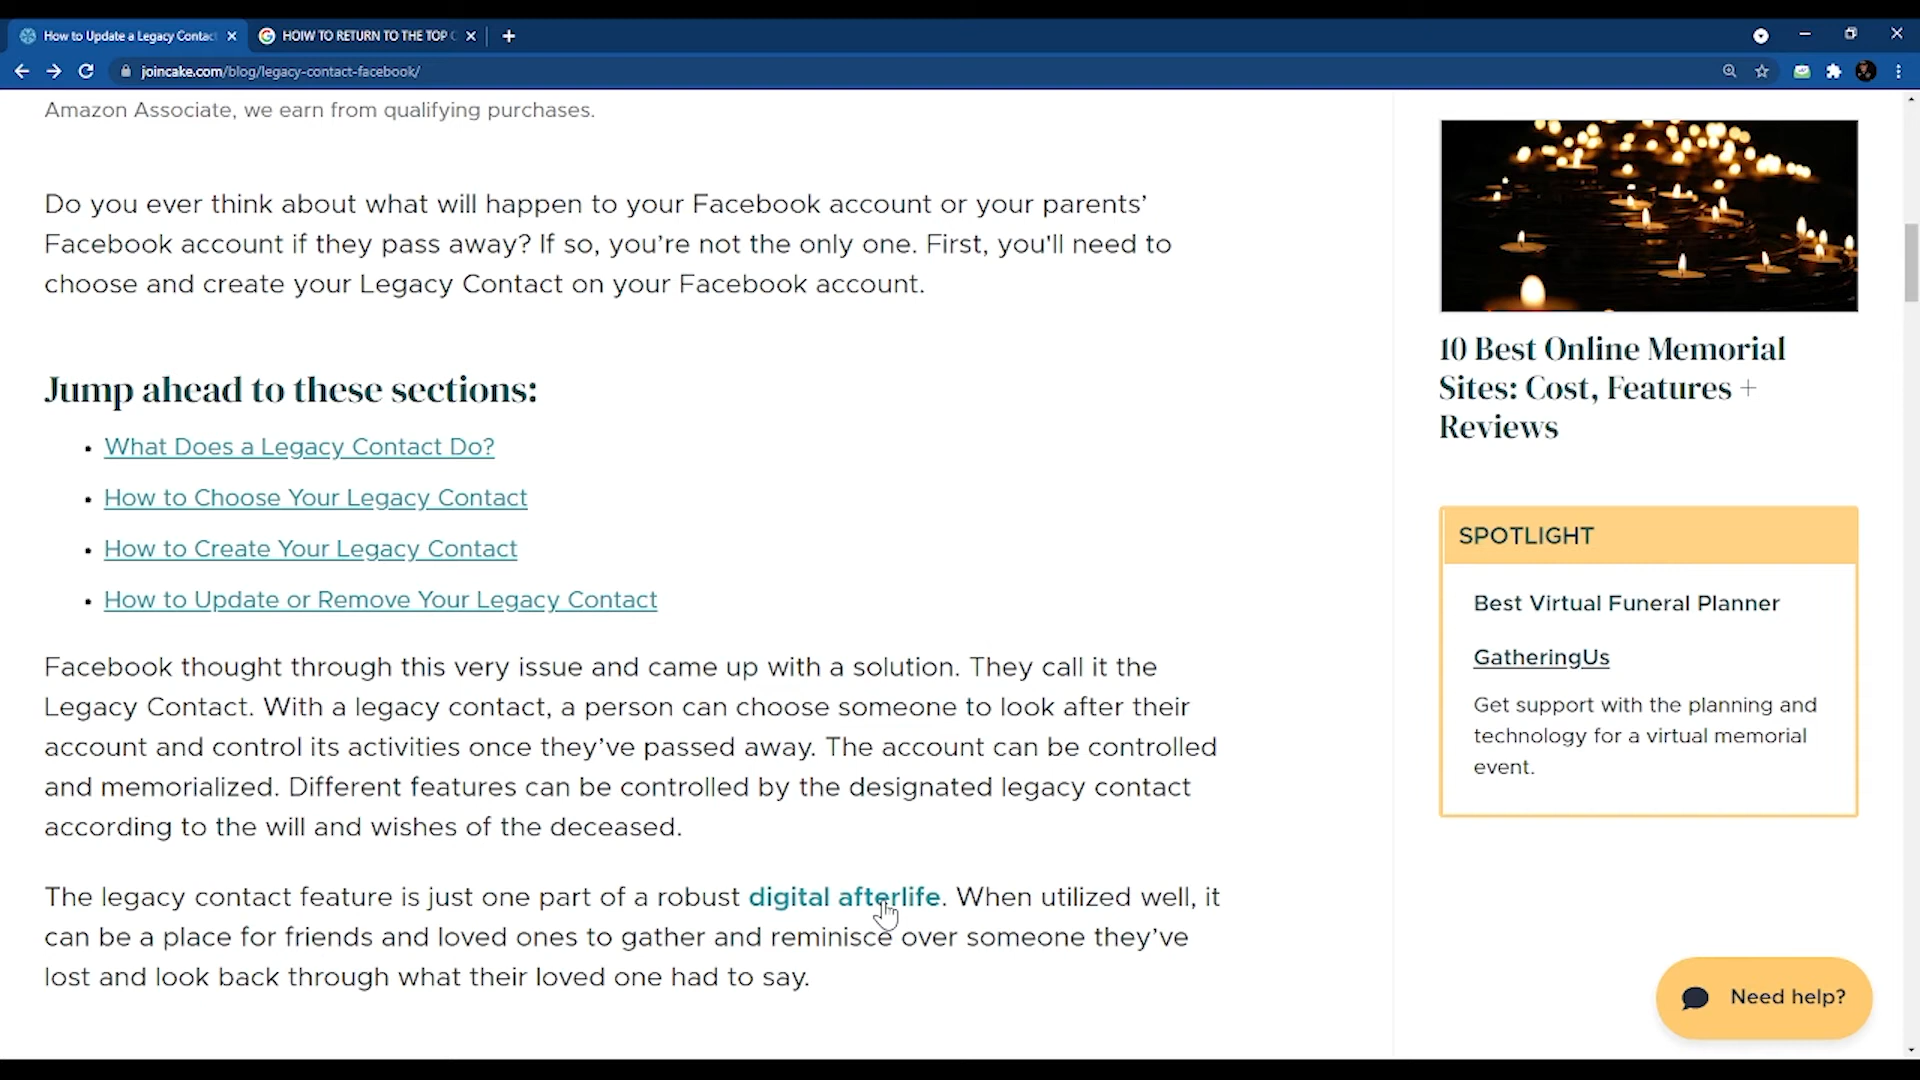 How to Update a Legacy Contac
HOIW TO RETURN TO THE TOP
joincake.com/blog/legacy-contact-facebook/
Amazon Associate, we earn from qualifying purchases.
Do you ever think about what will happen to your Facebook account or your parents’
Facebook account if they pass away? If so, you’re not the only one. First, you'll need to
choose and create your Legacy Contact on your Facebook account.
Jump ahead to these sections:
• What Does a Legacy Contact Do?
• How to Choose Your Legacy Contact
• How to Create Your Legacy Contact
• How to Update or Remove Your Legacy Contact
Facebook thought through this very issue and came up with a solution. They call it the
Legacy Contact. With a legacy contact, a person can choose someone to look after their
account and control its activities once they’ve passed away. The account can be controlled
and memorialized. Different features can be controlled by the designated legacy contact
according to the will and wishes of the deceased.
The legacy contact feature is just one part of a robust digital afterlife. When utilized well, it
can be a place for friends and loved ones to gather and reminisce over someone they’ve
lost and look back through what their loved one had to say.
10 Best Online Memorial
Sites: Cost, Features +
Reviews
SPOTLIGHT
Best Virtual Funeral Planner
GatheringUs
Get support with the planning and
technology for a virtual memorial
event.
Need help?